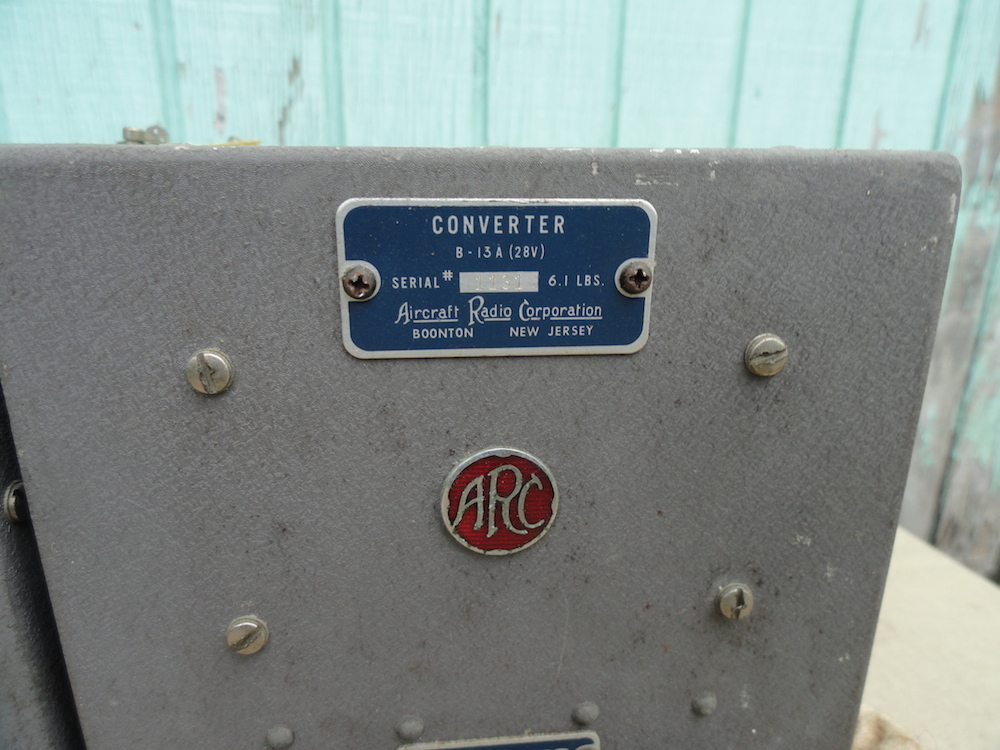 CONVERTER
B-13A (28V)
SERIAL # 6.1 LBS.
Aircraft Radio Corporation
BOONTON NEW JERSEY
ARC